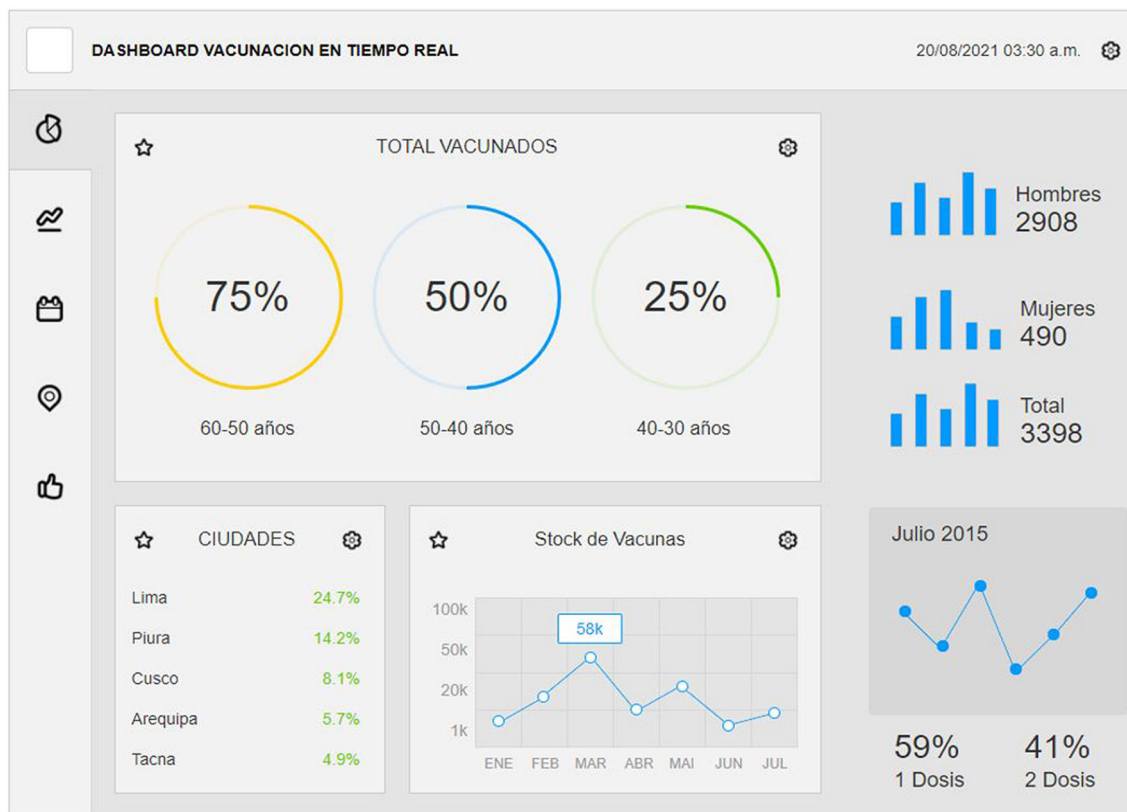 DASHBOARD VACUNACION EN TIEMPO REAL
20/08/2021 03:30 a.m.
TOTAL VACUNADOS
75%
50%
25%
60-50 años
50-40 años
40-30 años
Hombres
2908
Mujeres
490
Total
3398
CIUDADES
Lima 24.7%
Piura 14.2%
Cusco 8.1%
Arequipa 5.7%
Tacna 4.9%
Stock de Vacunas
100k
50k
20k
1k
58k
ENE FEB MAR ABR MAI JUN JUL
Julio 2015
59%
1 Dosis
41%
2 Dosis